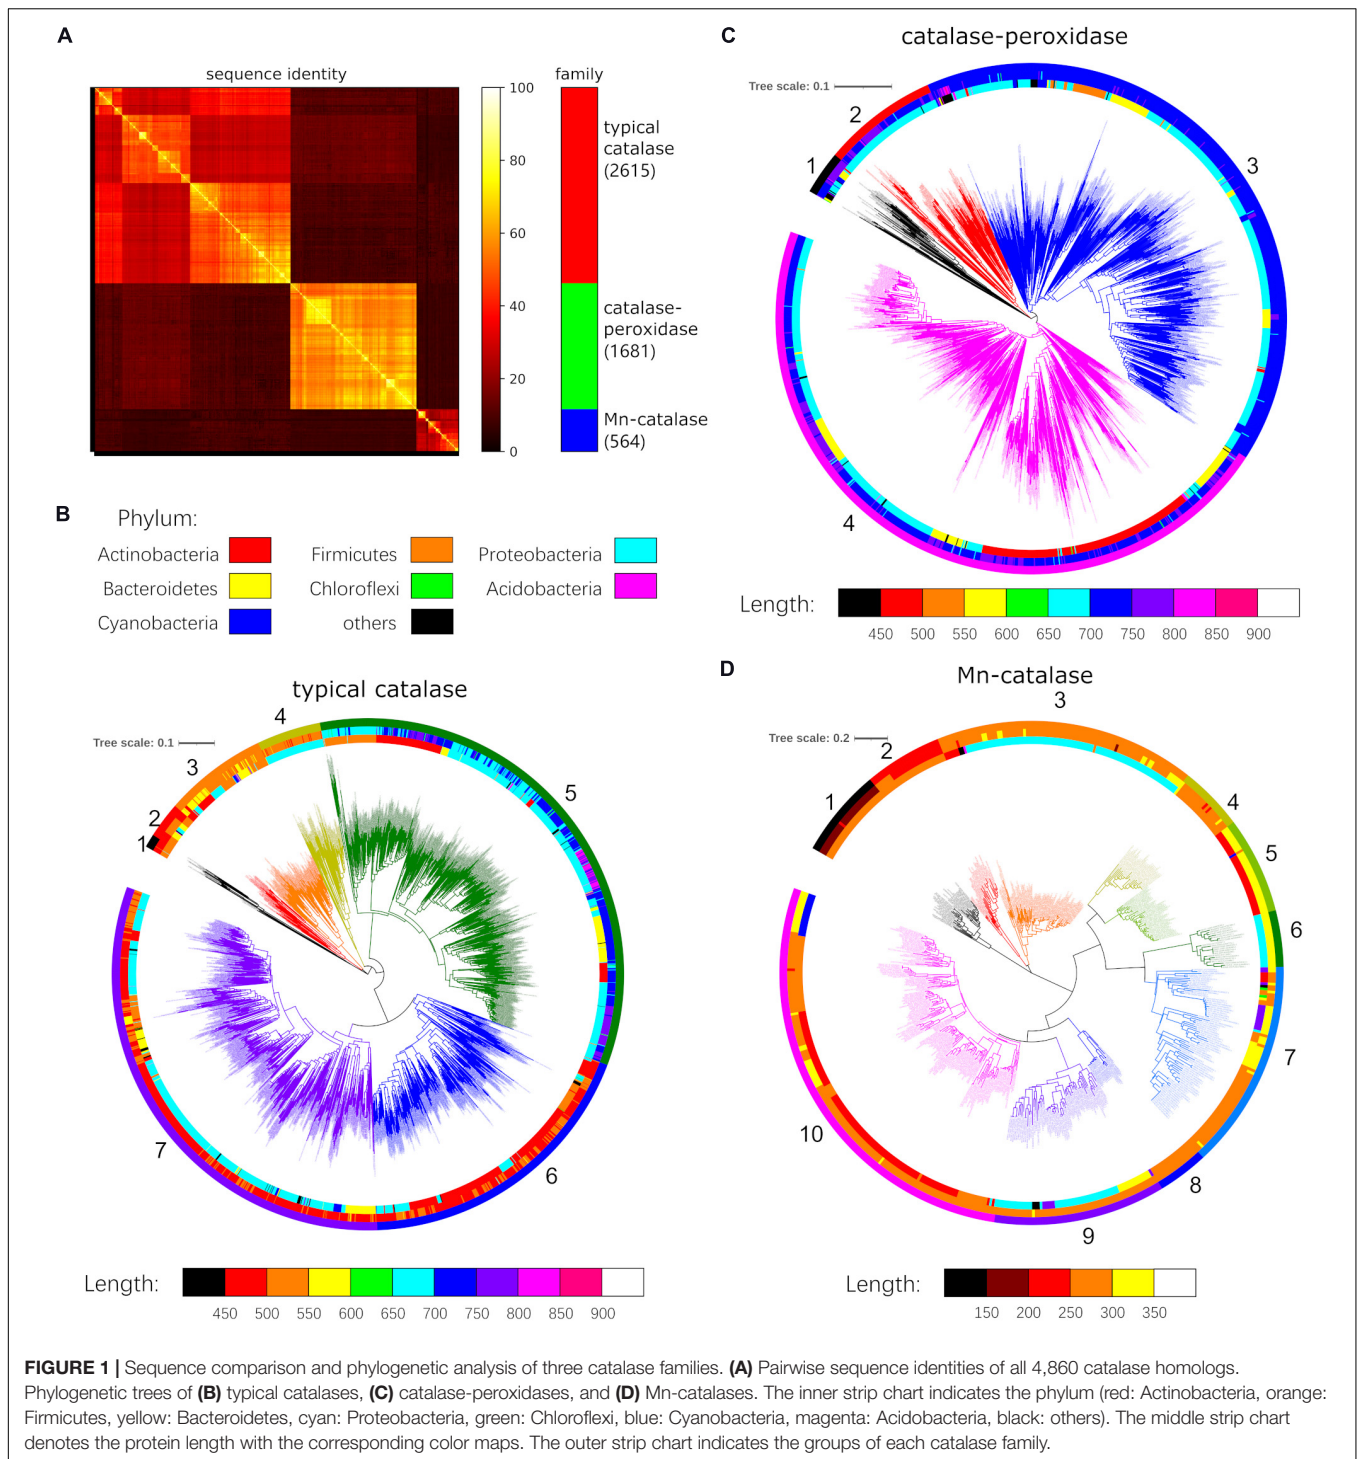 A
sequence identity
family
100
80
60
40
20
0
typical
catalase
(2615)
catalase-
peroxidase
(1681)
Mn-catalase
(564)
B
Phylum:
Actinobacteria
Firmicutes
Proteobacteria
Bacteroidetes
Chloroflexi
Acidobacteria
Cyanobacteria
others
typical catalase
Tree scale: 0.1
1
2
3
4
5
6
7
Length:
450 500 550 600 650 700 750 800 850 900
C
catalase-peroxidase
Tree scale: 0.1
1
2
3
4
Length:
450 500 550 600 650 700 750 800 850 900
D
Mn-catalase
Tree scale: 0.2
1
2
3
4
5
6
7
8
9
10
Length:
150 200 250 300 350
FIGURE 1 | Sequence comparison and phylogenetic analysis of three catalase families. (A) Pairwise sequence identities of all 4,860 catalase homologs.
Phylogenetic trees of (B) typical catalases, (C) catalase-peroxidases, and (D) Mn-catalases. The inner strip chart indicates the phylum (red: Actinobacteria, orange:
Firmicutes, yellow: Bacteroidetes, cyan: Proteobacteria, green: Chloroflexi, blue: Cyanobacteria, magenta: Acidobacteria, black: others). The middle strip chart
denotes the protein length with the corresponding color maps. The outer strip chart indicates the groups of each catalase family.